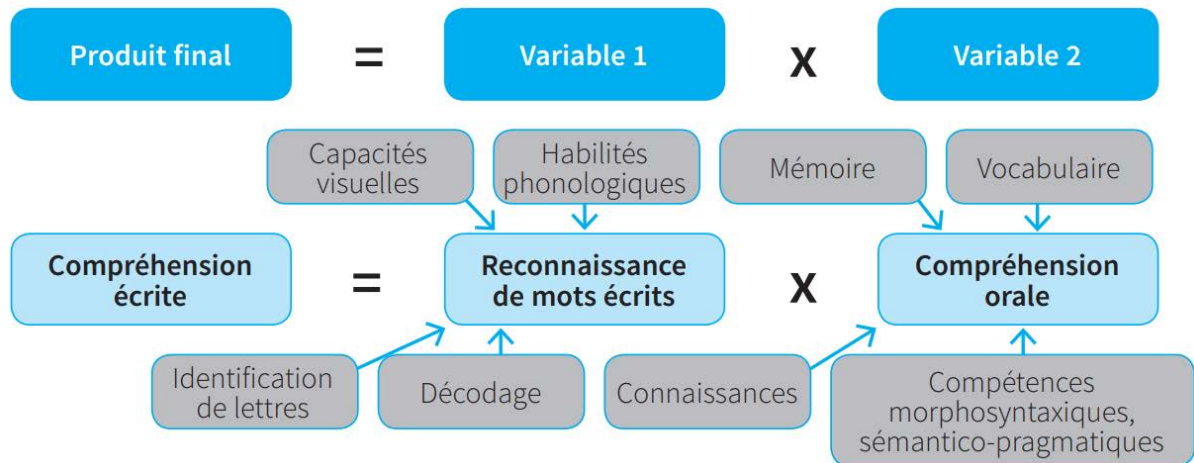 Produit final = Variable 1 x Variable 2
Capacités
visuelles
Habilités
phonologiques
Mémoire
Vocabulaire
Compréhension
écrite
=
Reconnaissance
de mots écrits
x
Compréhension
orale
Identification
de lettres
Décodage
Connaissances
Compétences
morphosyntaxiques,
sémantico-pragmatiques